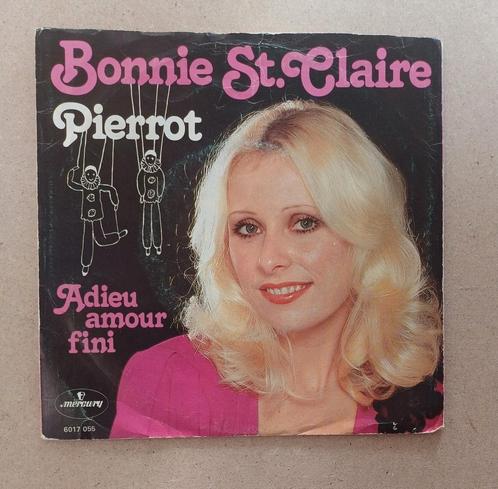 Bonnie St. Claire
Pierrot
Adieu
amour
fini
mercury
6017 055